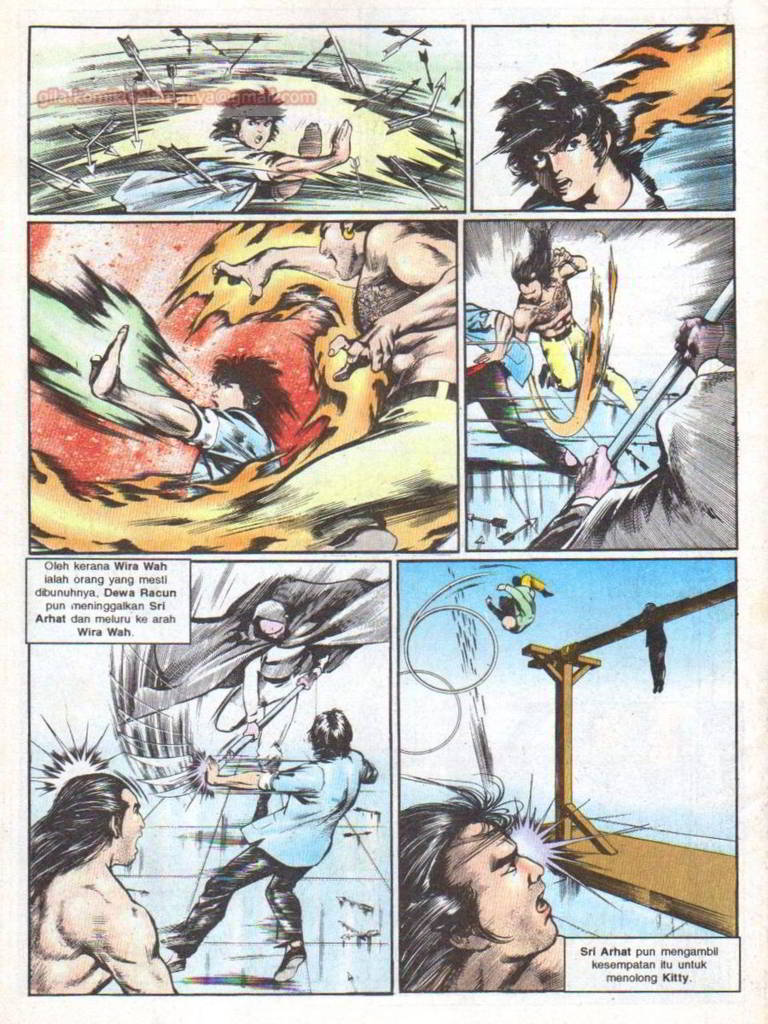 Oleh kerana Wira Wah
ialah orang yang mesti
dibunuhnya, Dewa Racun
pun meninggalkan Sri
Arhat dan meluru ke arah
Wira Wah.
Sri Arhat pun mengambil
kesempatan itu untuk
menolong Kitty.